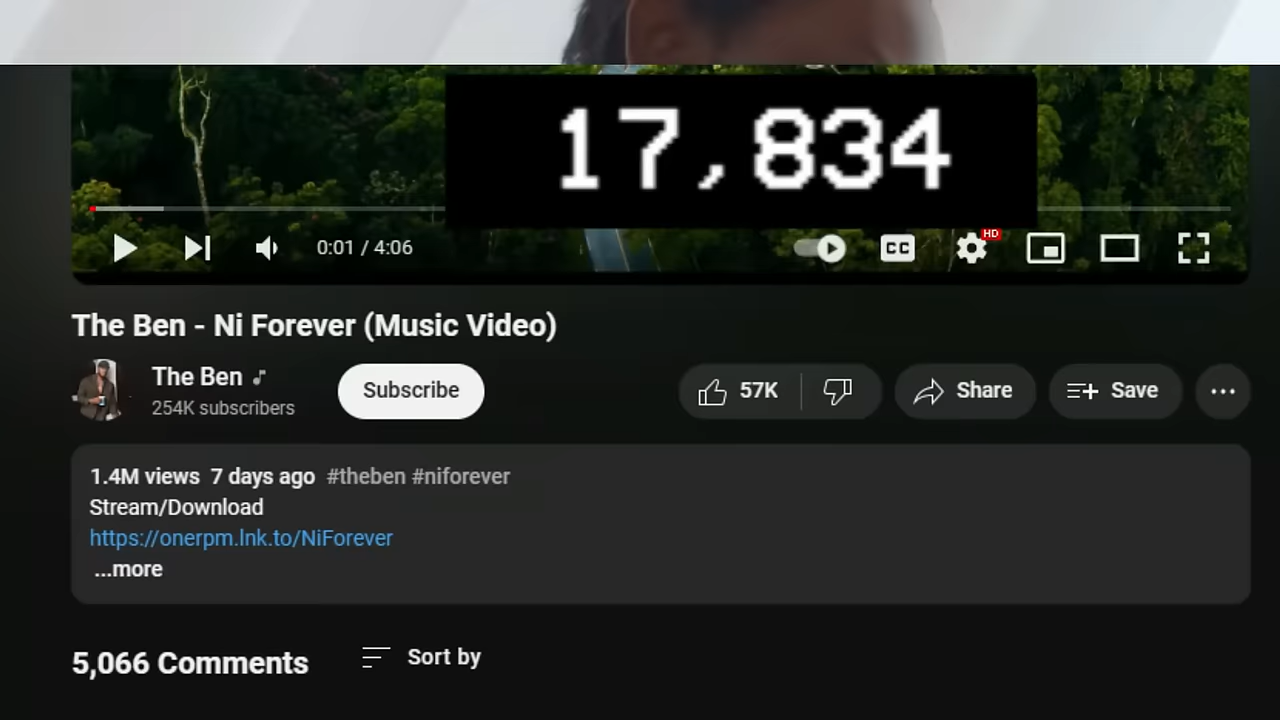 17,834
0:01 / 4:06
CC
HD
The Ben - Ni Forever (Music Video)
The Ben
254K subscribers
Subscribe
57K
Share
Save
1.4M views 7 days ago #theben #niforever
Stream/Download
https://onerpm.lnk.to/NiForever
...more
5,066 Comments
Sort by